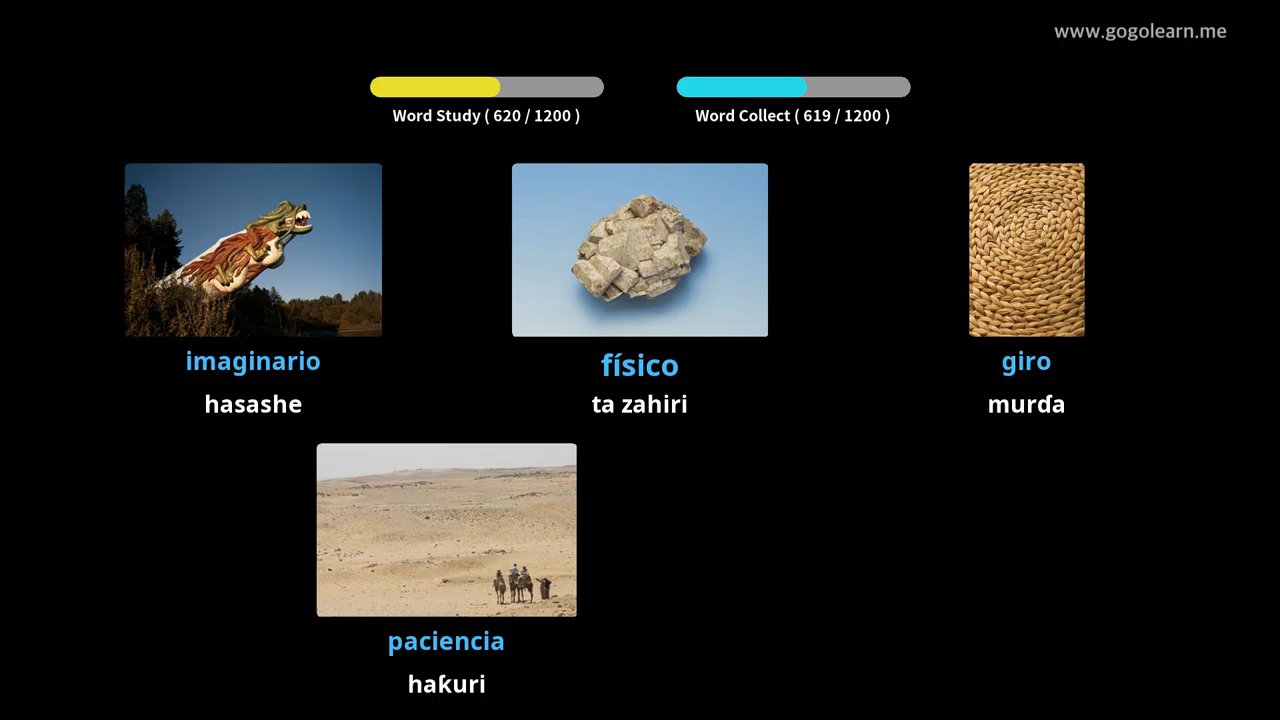 www.gogolearn.me
Word Study ( 620 / 1200 )
Word Collect ( 619 / 1200 )
imaginario
hasashe
físico
ta zahiri
giro
murɗa
paciencia
haƙuri